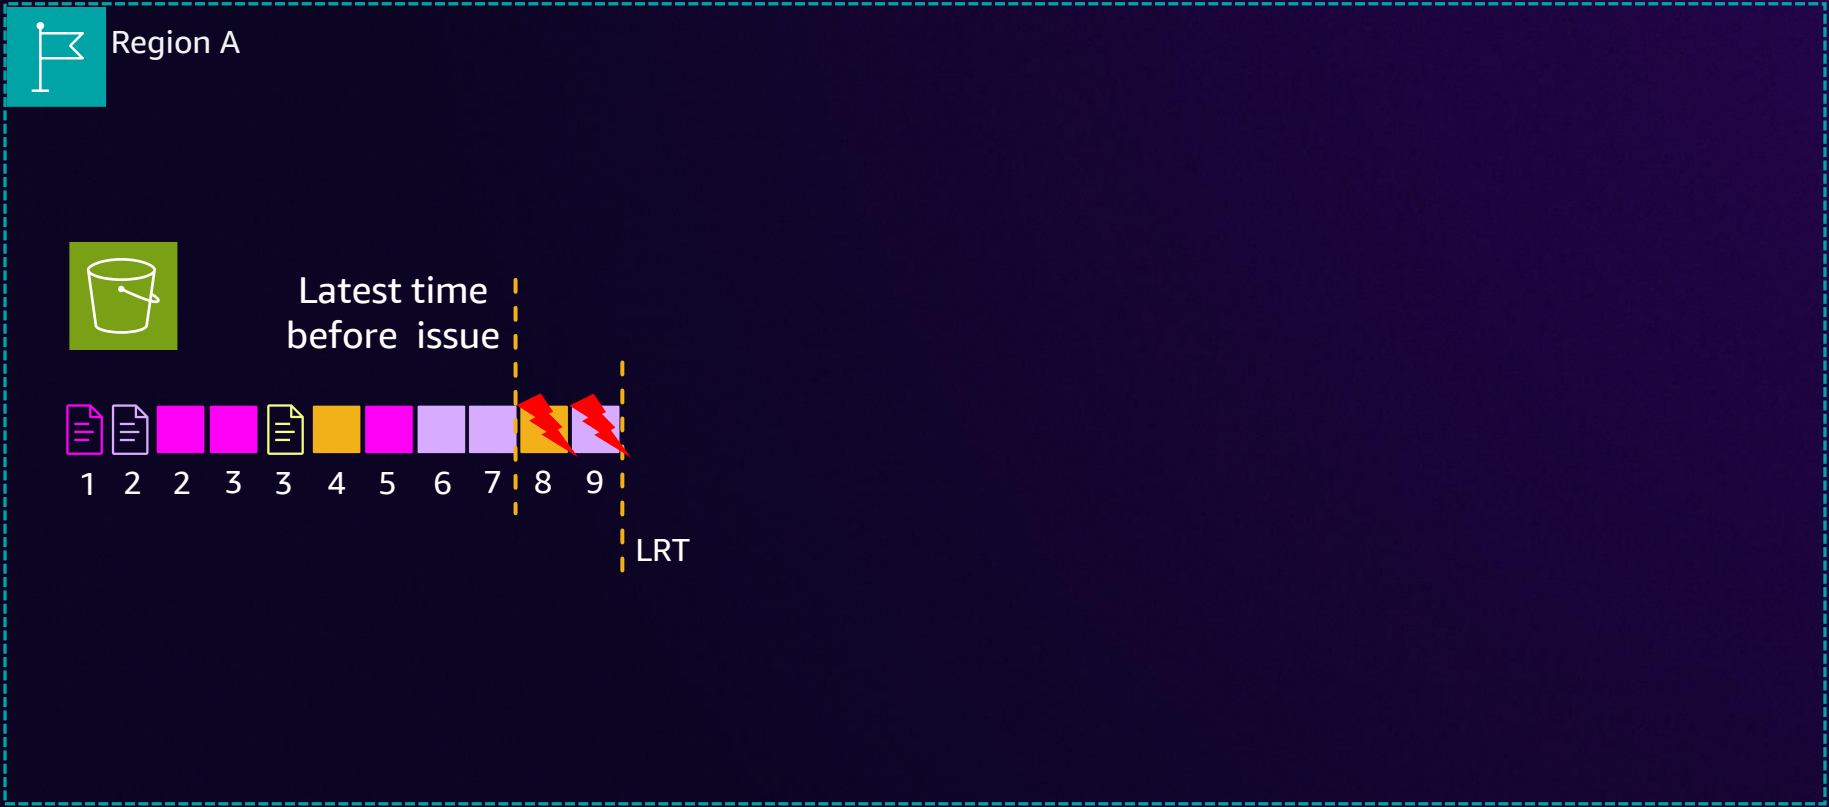 Region A
Latest time
before issue
1 2 2 3 3 4 5 6 7 8 9
LRT